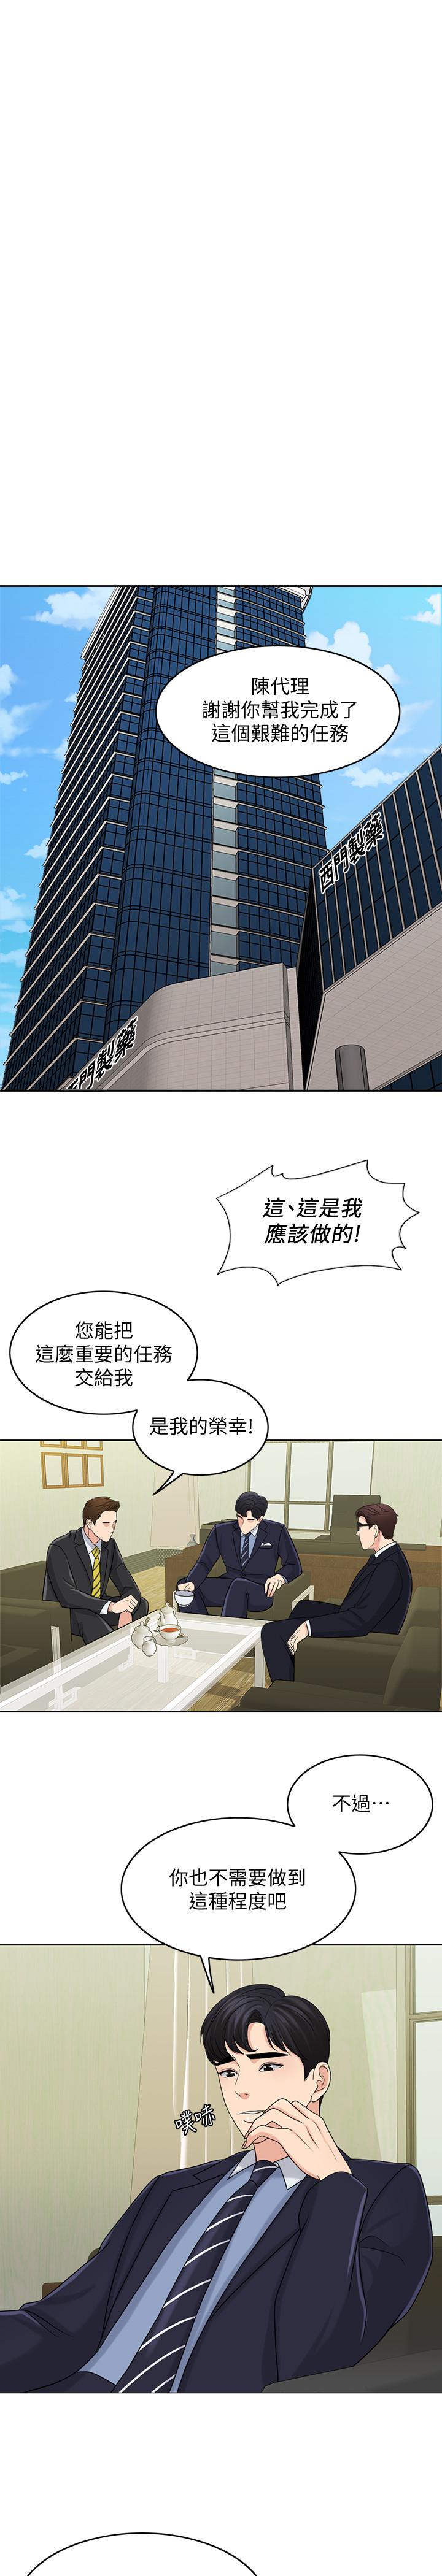 陳代理
謝謝你幫我完成了
這個艱難的任務
西門製藥
西門製藥
這、這是我
應該做的!
您能把
這麼重要的任務
交給我
是我的榮幸!
不過⋯
你也不需要做到
這種程度吧
噗哧